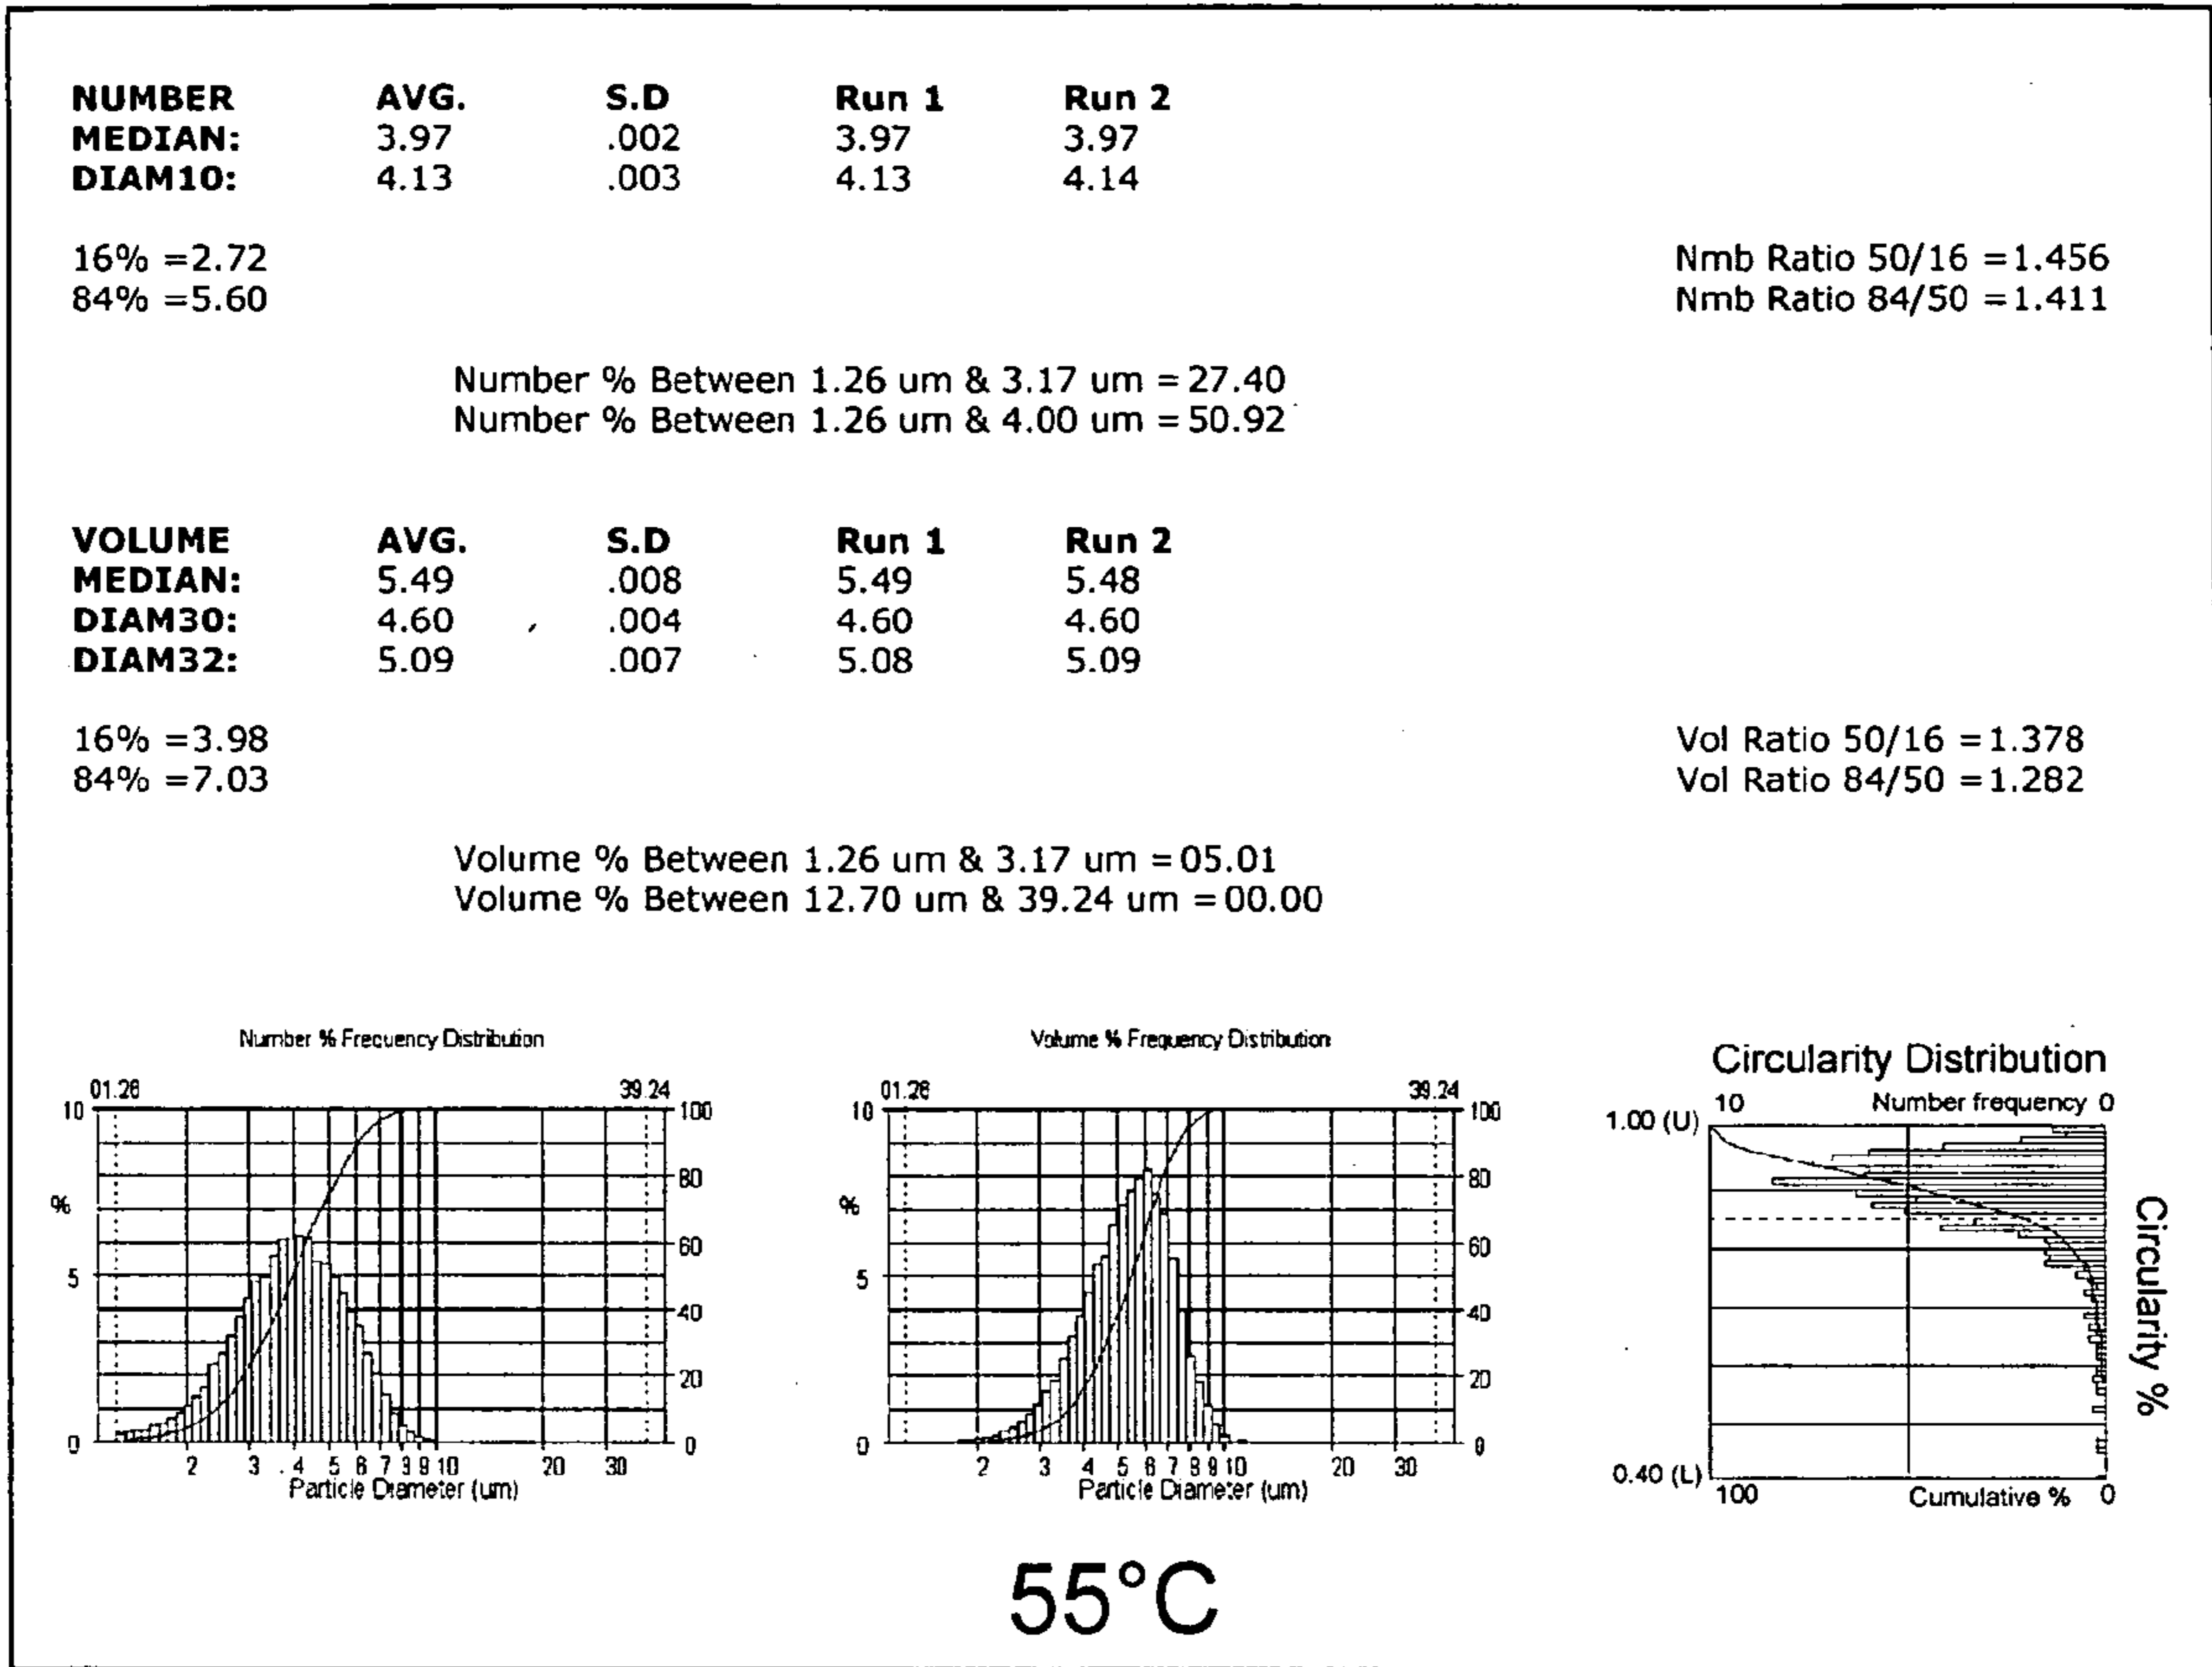 NUMBER AVG. S.D Run 1 Run 2
MEDIAN: 3.97 .002 3.97 3.97
DIAM10: 4.13 .003 4.13 4.14
16% =2.72 Nmb Ratio 50/16 =1.456
84% =5.60 Nmb Ratio 84/50 =1.411
Number % Between 1.26 um & 3.17 um =27.40
Number % Between 1.26 um & 4.00 um =50.92
VOLUME AVG. S.D Run 1 Run 2
MEDIAN: 5.49 .008 5.49 5.48
DIAM30: 4.60 .004 4.60 4.60
DIAM32: 5.09 .007 5.08 5.09
16% =3.98 Vol Ratio 50/16 =1.378
84% =7.03 Vol Ratio 84/50 =1.282
Volume % Between 1.26 um & 3.17 um =05.01
Volume % Between 12.70 um & 39.24 um =00.00
Number % Frequency Distribution
01.26 39.24
10 100
80
%
60
5
40
20
0 0
2 3 4 5 6 7 8 9 10 20 30
Particle Diameter (um)
Volume % Frequency Distribution
01.26 39.24
10 100
80
%
60
5
40
20
0 0
2 3 4 5 6 7 8 9 10 20 30
Particle Diameter (um)
Circularity Distribution
10 Number frequency 0
1.00 (U)
Circularity %
0.40 (L)
100 Cumulative % 0
55°C